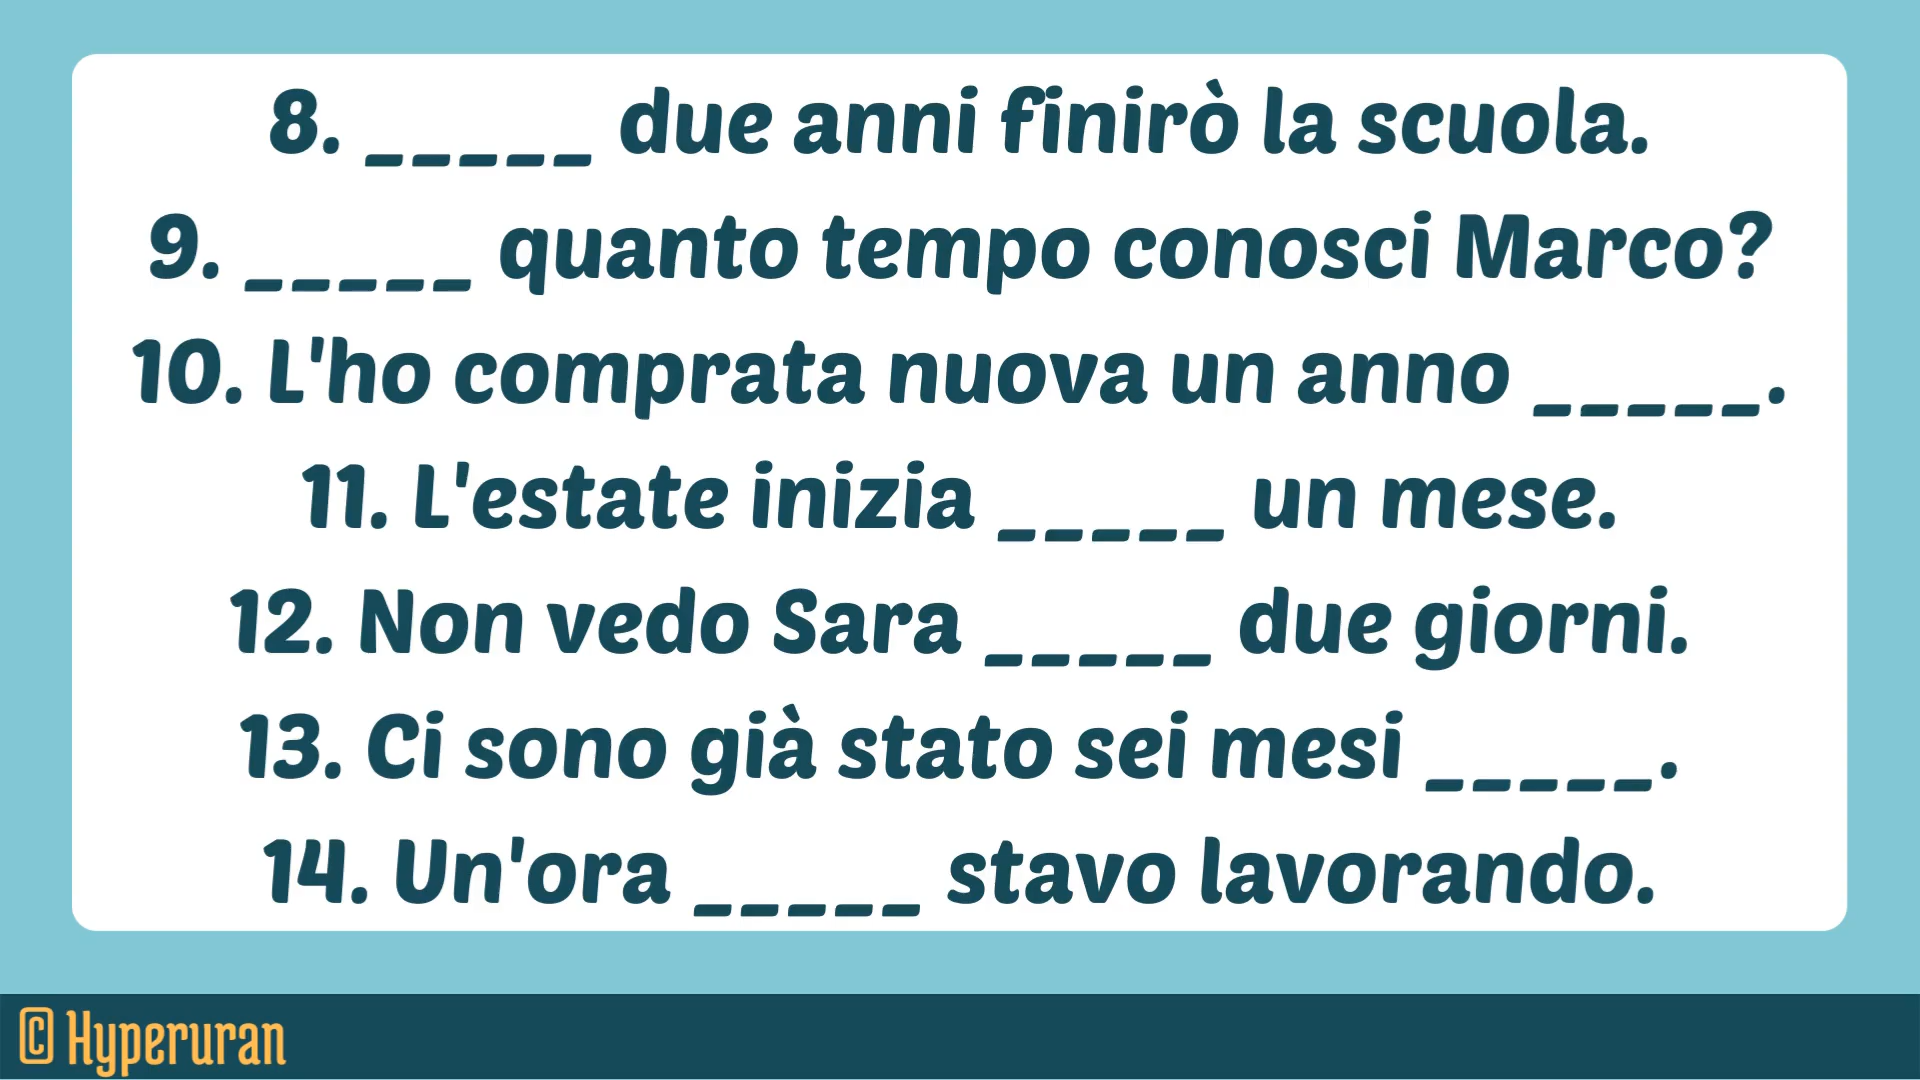 8. _____ due anni finirò la scuola.
9. _____ quanto tempo conosci Marco?
10. L'ho comprata nuova un anno _____.
11. L'estate inizia _____ un mese.
12. Non vedo Sara _____ due giorni.
13. Ci sono già stato sei mesi _____.
14. Un'ora _____ stavo lavorando.
© Hyperuran